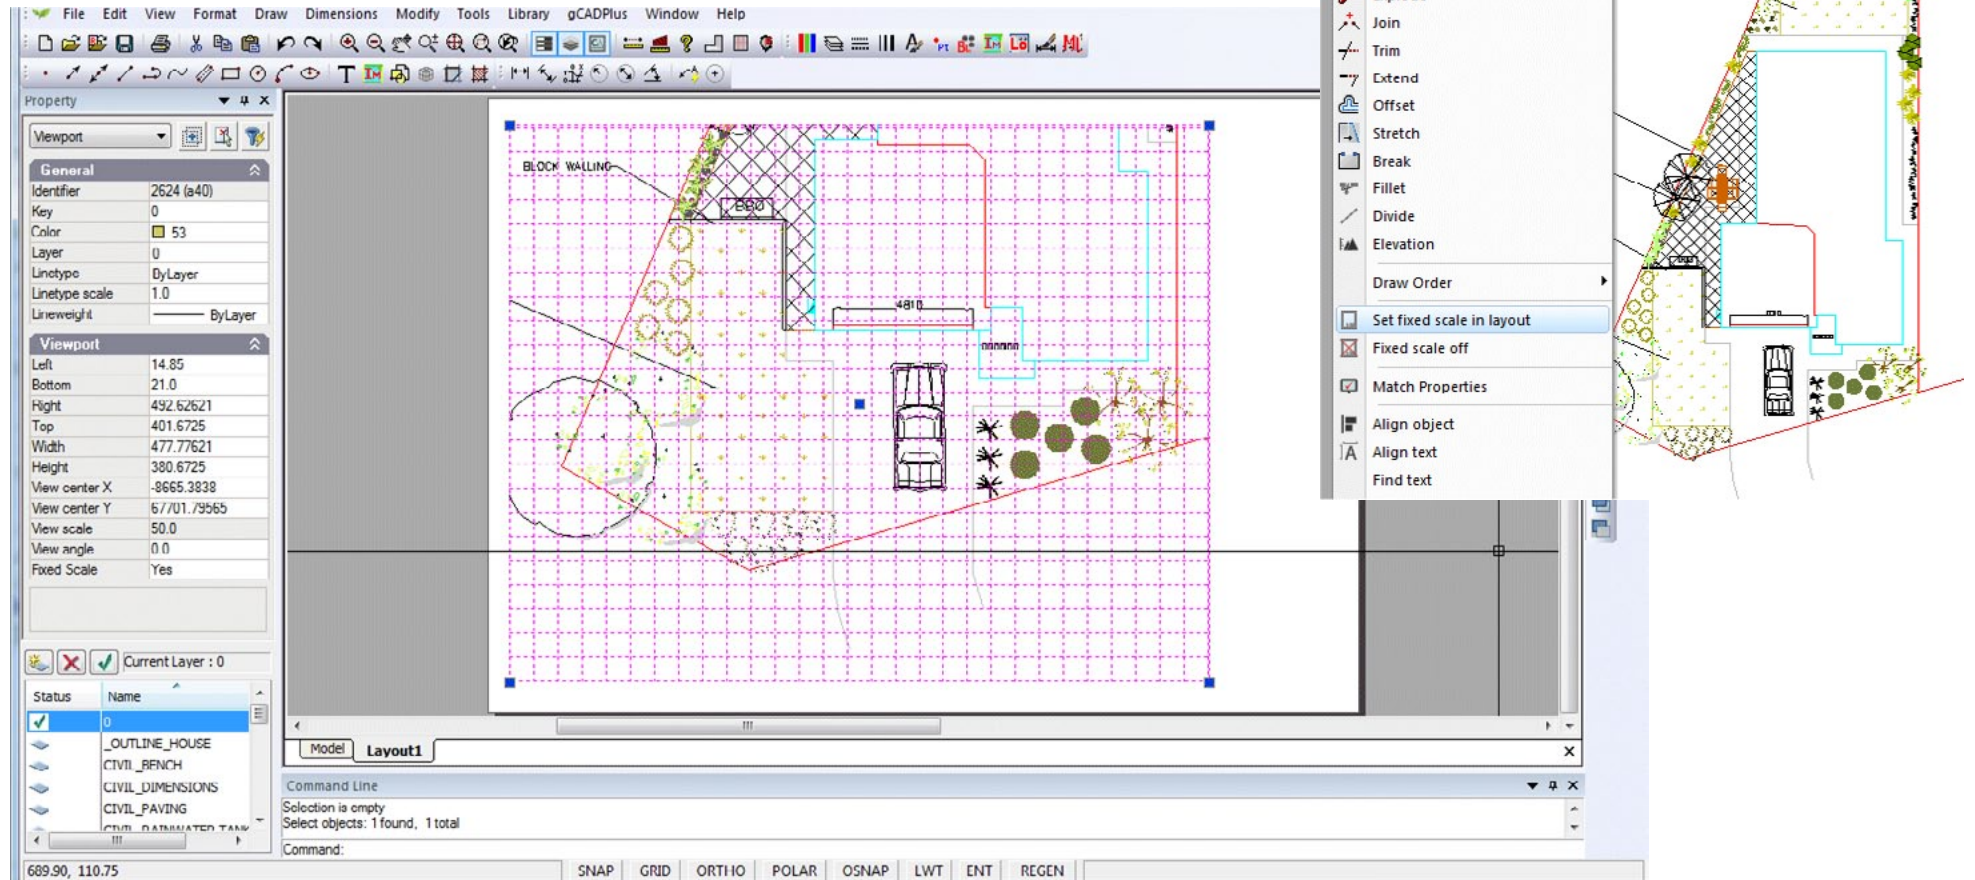 File Edit View Format Draw Dimensions Modify Tools Library gCADPlus Window Help
Property
Viewport
General
Identifier 2624 (a40)
Key 0
Color 53
Layer 0
Linetype ByLayer
Linetype scale 1.0
Lineweight ByLayer
Viewport
Left 14.85
Bottom 21.0
Right 492.62621
Top 401.6725
Width 477.77621
Height 380.6725
View center X -8665.3838
View center Y 67701.79565
View scale 50.0
View angle 0.0
Fixed Scale Yes
Current Layer : 0
Status Name
0
_OUTLINE_HOUSE
CIVIL_BENCH
CIVIL_DIMENSIONS
CIVIL_PAVING
CIVIL_RAINWATER TANK
BLOCK WALLING
BBQ
4810
Model Layout1
Command Line
Selection is empty
Select objects: 1 found, 1 total
Command:
689.90, 110.75 SNAP GRID ORTHO POLAR OSNAP LWT ENT REGEN
Join
Trim
Extend
Offset
Stretch
Break
Fillet
Divide
Elevation
Draw Order
Set fixed scale in layout
Fixed scale off
Match Properties
Align object
Align text
Find text